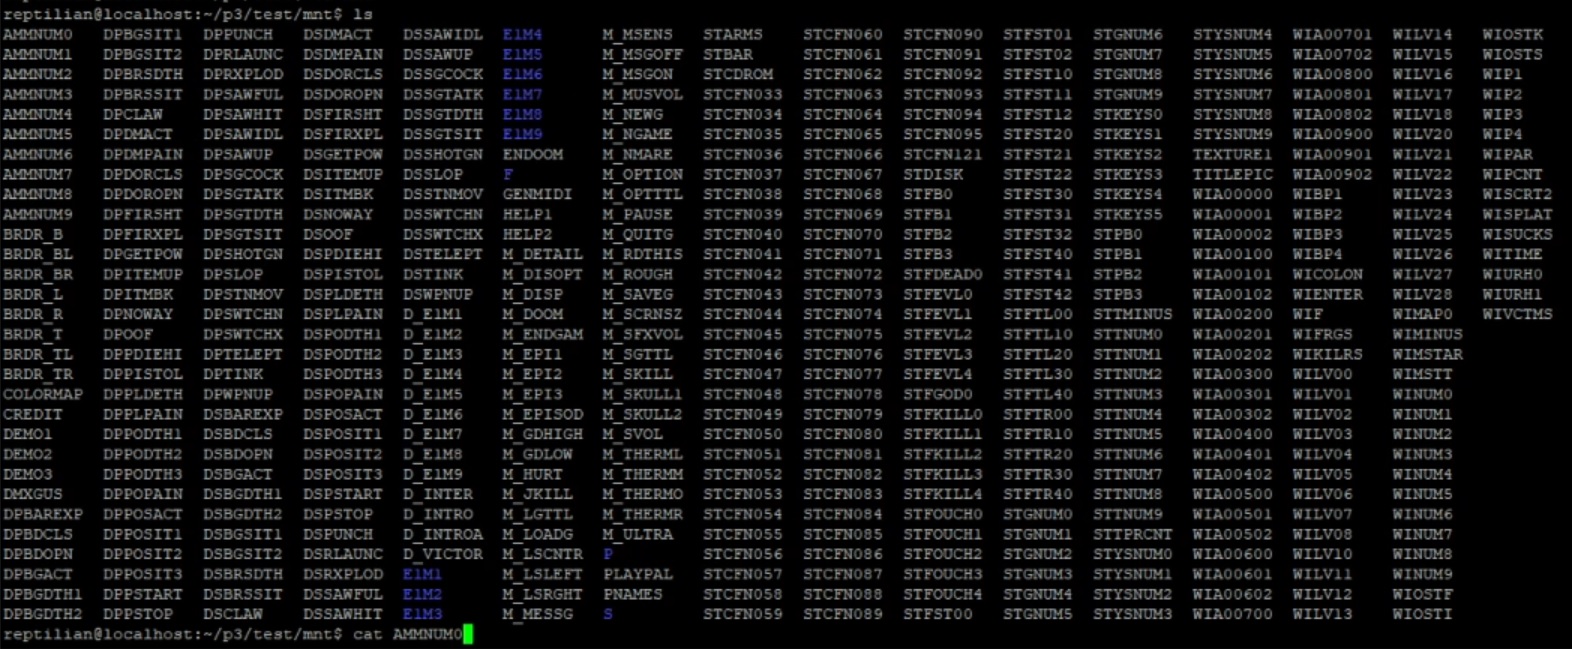 reptilian@localhost:~/p3/test/mnt$ ls
AMMNUM0 DPBGSIT1 DPPUNCH DSDMACT DSSAWIDL E1M4 M_MSENS STARMS STCFN060 STCFN090 STFST01 STGNUM6 STYSNUM4 WIA00701 WILV14 WIOSTK
AMMNUM1 DPBGSIT2 DPRLAUNC DSDMPAIN DSSAWUP E1M5 M_MSGOFF STBAR STCFN061 STCFN091 STFST02 STGNUM7 STYSNUM5 WIA00702 WILV15 WIOSTS
AMMNUM2 DPBRSDTH DPRXPLOD DSDORCLS DSSGCOCK E1M6 M_MSGON STCDROM STCFN062 STCFN092 STFST10 STGNUM8 STYSNUM6 WIA00800 WILV16 WIP1
AMMNUM3 DPBRSSIT DPSAWFUL DSDOROPN DSSGTATK E1M7 M_MUSVOL STCFN033 STCFN063 STCFN093 STFST11 STGNUM9 STYSNUM7 WIA00801 WILV17 WIP2
AMMNUM4 DPCLAW DPSAWHIT DSFIRSHT DSSGTDTH E1M8 M_NEWG STCFN034 STCFN064 STCFN094 STFST12 STKEYS0 STYSNUM8 WIA00802 WILV18 WIP3
AMMNUM5 DPDMACT DPSAWIDL DSFIRXPL DSSGTSIT E1M9 M_NGAME STCFN035 STCFN065 STCFN095 STFST20 STKEYS1 STYSNUM9 WIA00900 WILV20 WIP4
AMMNUM6 DPDMPAIN DPSAWUP DSGETPOW DSSHOTGN ENDOOM M_NMARE STCFN036 STCFN066 STCFN121 STFST21 STKEYS2 TEXTURE1 WIA00901 WILV21 WIPAR
AMMNUM7 DPDORCLS DPSGCOCK DSITEMUP DSSLOP F M_OPTION STCFN037 STCFN067 STDISK STFST22 STKEYS3 TITLEPIC WIA00902 WILV22 WIPCNT
AMMNUM8 DPDOROPN DPSGTATK DSITMBK DSSTNMOV GENMIDI M_OPTTTL STCFN038 STCFN068 STFB0 STFST30 STKEYS4 WIA00000 WIBP1 WILV23 WISCRT2
AMMNUM9 DPFIRSHT DPSGTDTH DSNOWAY DSSWTCHN HELP1 M_PAUSE STCFN039 STCFN069 STFB1 STFST31 STKEYS5 WIA00001 WIBP2 WILV24 WISPLAT
BRDR_B DPFIRXPL DPSGTSIT DSOOF DSSWTCHX HELP2 M_QUITG STCFN040 STCFN070 STFB2 STFST32 STPB0 WIA00002 WIBP3 WILV25 WISUCKS
BRDR_BL DPGETPOW DPSHOTGN DSPDIEHI DSTELEPT M_DETAIL M_RDTHIS STCFN041 STCFN071 STFB3 STFST40 STPB1 WIA00100 WIBP4 WILV26 WITIME
BRDR_BR DPITEMUP DPSLOP DSPISTOL DSTINK M_DISOPT M_ROUGH STCFN042 STCFN072 STFDEAD0 STFST41 STPB2 WIA00101 WICOLON WILV27 WIURH0
BRDR_L DPITMBK DPSTNMOV DSPLDETH DSWPNUP M_DISP M_SAVEG STCFN043 STCFN073 STFEVL0 STFST42 STPB3 WIA00102 WIENTER WILV28 WIURH1
BRDR_R DPNOWAY DPSWTCHN DSPLPAIN D_E1M1 M_DOOM M_SCRNSZ STCFN044 STCFN074 STFEVL1 STFTL00 STTMINUS WIA00200 WIF WIMAP0 WIVCTMS
BRDR_T DPOOF DPSWTCHX DSPODTH1 D_E1M2 M_ENDGAM M_SFXVOL STCFN045 STCFN075 STFEVL2 STFTL10 STTNUM0 WIA00201 WIFRGS WIMINUS
BRDR_TL DPPDIEHI DPTELEPT DSPODTH2 D_E1M3 M_EPI1 M_SGTTL STCFN046 STCFN076 STFEVL3 STFTL20 STTNUM1 WIA00202 WIKILRS WIMSTAR
BRDR_TR DPPISTOL DPTINK DSPODTH3 D_E1M4 M_EPI2 M_SKILL STCFN047 STCFN077 STFEVL4 STFTL30 STTNUM2 WIA00300 WILV00 WIMSTT
COLORMAP DPPLDETH DPWPNUP DSPOPAIN D_E1M5 M_EPI3 M_SKULL1 STCFN048 STCFN078 STFGOD0 STFTL40 STTNUM3 WIA00301 WILV01 WINUM0
CREDIT DPPLPAIN DSBAREXP DSPOSACT D_E1M6 M_EPISOD M_SKULL2 STCFN049 STCFN079 STFKILL0 STFTR00 STTNUM4 WIA00302 WILV02 WINUM1
DEMO1 DPPODTH1 DSBDCLS DSPOSIT1 D_E1M7 M_GDHIGH M_SVOL STCFN050 STCFN080 STFKILL1 STFTR10 STTNUM5 WIA00400 WILV03 WINUM2
DEMO2 DPPODTH2 DSBDOPN DSPOSIT2 D_E1M8 M_GDLOW M_THERML STCFN051 STCFN081 STFKILL2 STFTR20 STTNUM6 WIA00401 WILV04 WINUM3
DEMO3 DPPODTH3 DSBGACT DSPOSIT3 D_E1M9 M_HURT M_THERMM STCFN052 STCFN082 STFKILL3 STFTR30 STTNUM7 WIA00402 WILV05 WINUM4
DMXGUS DPPOPAIN DSBGDTH1 DSPSTART D_INTER M_JKILL M_THERMO STCFN053 STCFN083 STFKILL4 STFTR40 STTNUM8 WIA00500 WILV06 WINUM5
DPBAREXP DPPOSACT DSBGDTH2 DSPSTOP D_INTRO M_LGTTL M_THERMR STCFN054 STCFN084 STFOUCH0 STGNUM0 STTNUM9 WIA00501 WILV07 WINUM6
DPBDCLS DPPOSIT1 DSBGSIT1 DSPUNCH D_INTROA M_LOADG M_ULTRA STCFN055 STCFN085 STFOUCH1 STGNUM1 STTPRCNT WIA00502 WILV08 WINUM7
DPBDOPN DPPOSIT2 DSBGSIT2 DSRLAUNC D_VICTOR M_LSCNTR P STCFN056 STCFN086 STFOUCH2 STGNUM2 STYSNUM0 WIA00600 WILV10 WINUM8
DPBGACT DPPOSIT3 DSBRSDTH DSRXPLOD E1M1 M_LSLEFT PLAYPAL STCFN057 STCFN087 STFOUCH3 STGNUM3 STYSNUM1 WIA00601 WILV11 WINUM9
DPBGDTH1 DPPSTART DSBRSSIT DSSAWFUL E1M2 M_LSRGHT PNAMES STCFN058 STCFN088 STFOUCH4 STGNUM4 STYSNUM2 WIA00602 WILV12 WIOSTF
DPBGDTH2 DPPSTOP DSCLAW DSSAWHIT E1M3 M_MESSG S STCFN059 STCFN089 STFST00 STGNUM5 STYSNUM3 WIA00700 WILV13 WIOSTI
reptilian@localhost:~/p3/test/mnt$ cat AMMNUM0